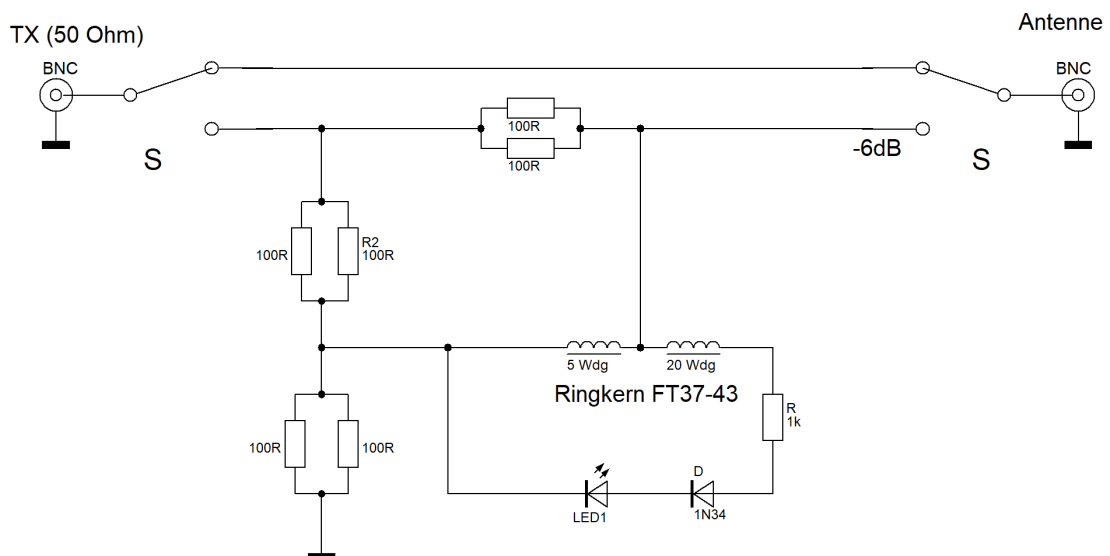 TX (50 Ohm)
Antenne
BNC
BNC
100R
100R
S
-6dB
S
100R
R2
100R
5 Wdg
20 Wdg
Ringkern FT37-43
R
1k
100R
100R
D
LED1
1N34